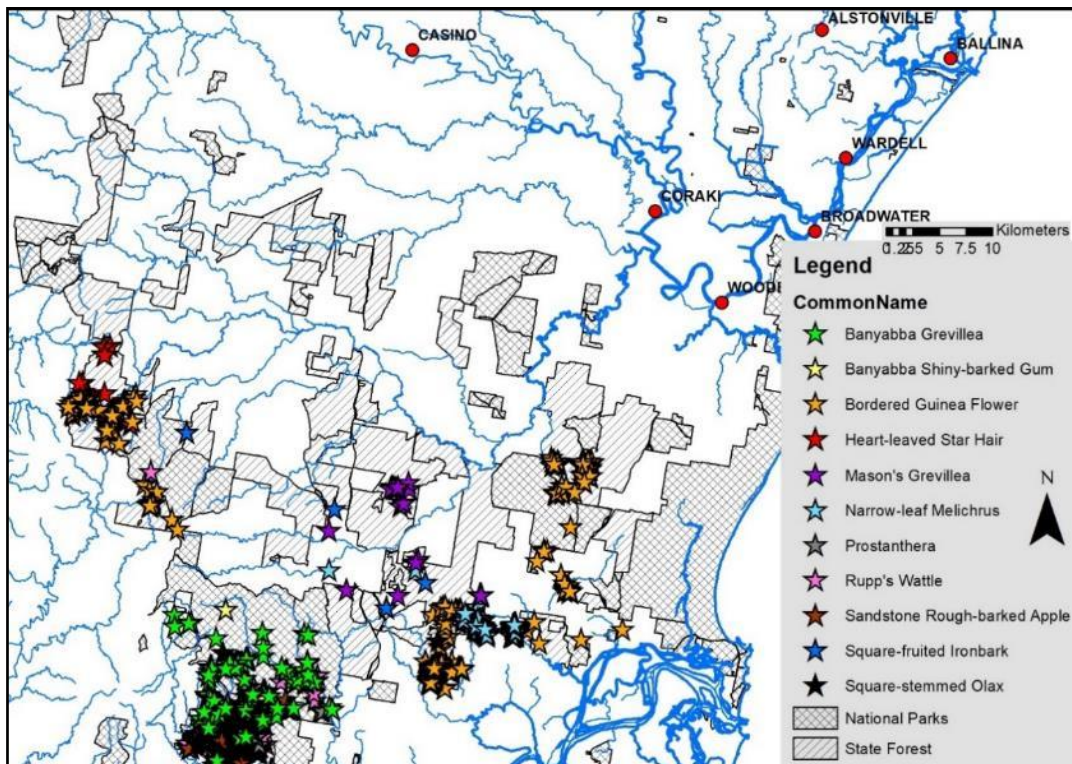 CASINO
ALSTONVILLE
BALLINA
WARDELL
CORAKI
BROADWATER
Kilometers
5 7.5 10
Legend
CommonName
Banyabba Grevillea
Banyabba Shiny-barked Gum
Bordered Guinea Flower
Heart-leaved Star Hair
Mason's Grevillea
N
Narrow-leaf Melichrus
Prostanthera
Rupp's Wattle
Sandstone Rough-barked Apple
Square-fruited Ironbark
Square-stemmed Olax
National Parks
State Forest